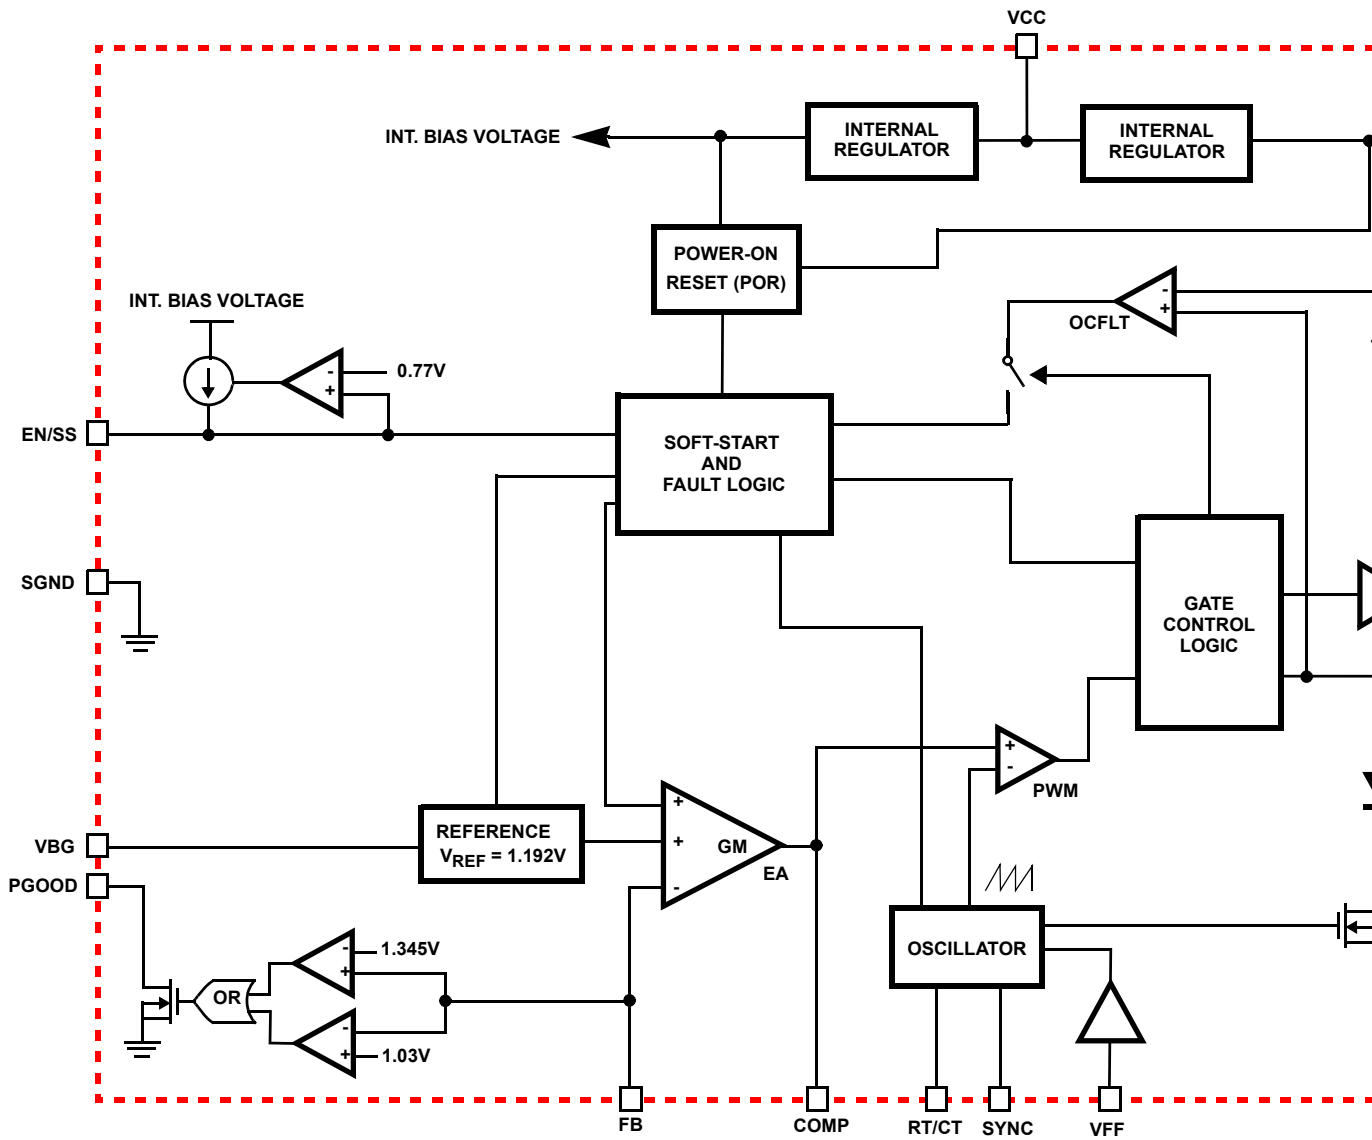 VCC
INT. BIAS VOLTAGE
INTERNAL
REGULATOR
INTERNAL
REGULATOR
POWER-ON
RESET (POR)
INT. BIAS VOLTAGE
-
+
0.77V
-
+
OCFLT
EN/SS
SOFT-START
AND
FAULT LOGIC
SGND
GATE
CONTROL
LOGIC
+
-
PWM
VBG
REFERENCE
VREF = 1.192V
+
+
-
GM
EA
PGOOD
OSCILLATOR
-
+
1.345V
OR
-
+
1.03V
FB
COMP
RT/CT
SYNC
VFF